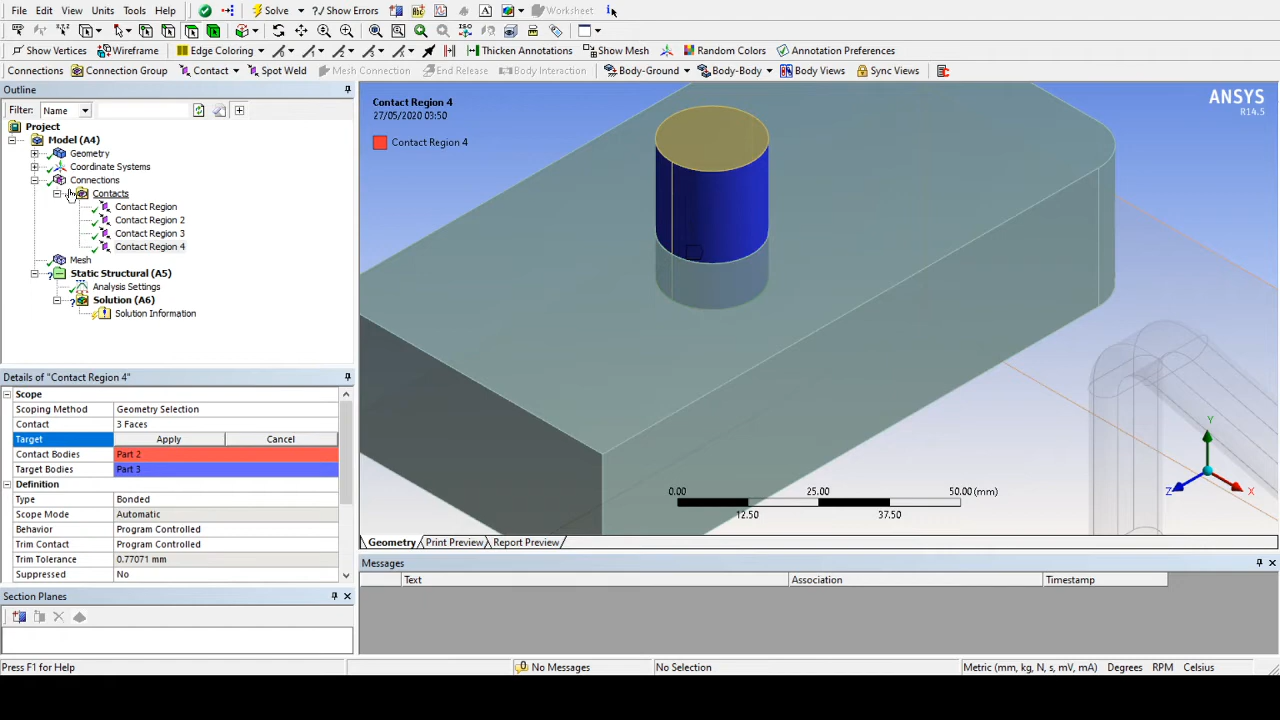 File Edit View Units Tools Help Solve Show Errors Worksheet
Show Vertices Wireframe Edge Coloring Thicken Annotations Show Mesh Random Colors Annotation Preferences
Connections Connection Group Contact Spot Weld Mesh Connection End Release Body Interaction Body-Ground Body-Body Body Views Sync Views
Outline
Filter: Name
Project
Model (A4)
Geometry
Coordinate Systems
Connections
Contacts
Contact Region
Contact Region 2
Contact Region 3
Contact Region 4
Mesh
Static Structural (A5)
Analysis Settings
Solution (A6)
Solution Information
Details of "Contact Region 4"
Scope
Scoping Method Geometry Selection
Contact 3 Faces
Target Apply Cancel
Contact Bodies Part 2
Target Bodies Part 3
Definition
Type Bonded
Scope Mode Automatic
Behavior Program Controlled
Trim Contact Program Controlled
Trim Tolerance 0.77071 mm
Suppressed No
Section Planes
Contact Region 4
27/05/2020 03:50
Contact Region 4
ANSYS
R14.5
Y
Z
X
0.00 25.00 50.00 (mm)
12.50 37.50
Geometry Print Preview Report Preview
Messages
Text Association Timestamp
Press F1 for Help No Messages No Selection Metric (mm, kg, N, s, mV, mA) Degrees RPM Celsius